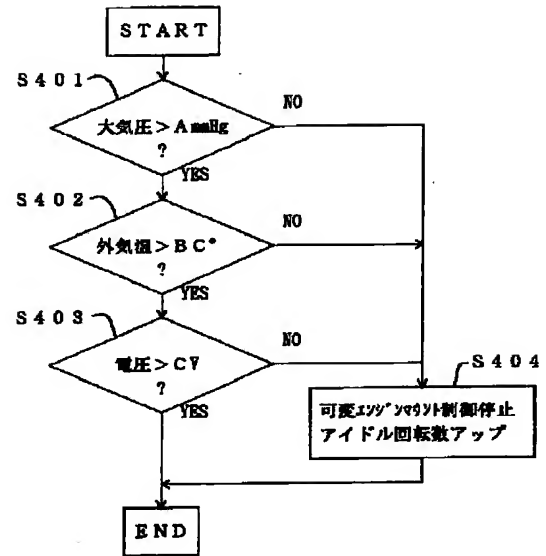 START
S401
大気圧>AmmHg
?
NO
YES
S402
外気温>BC°
?
NO
YES
S403
電圧>CV
?
NO
YES
S404
可変エンジンマウント制御停止
アイドル回転数アップ
END